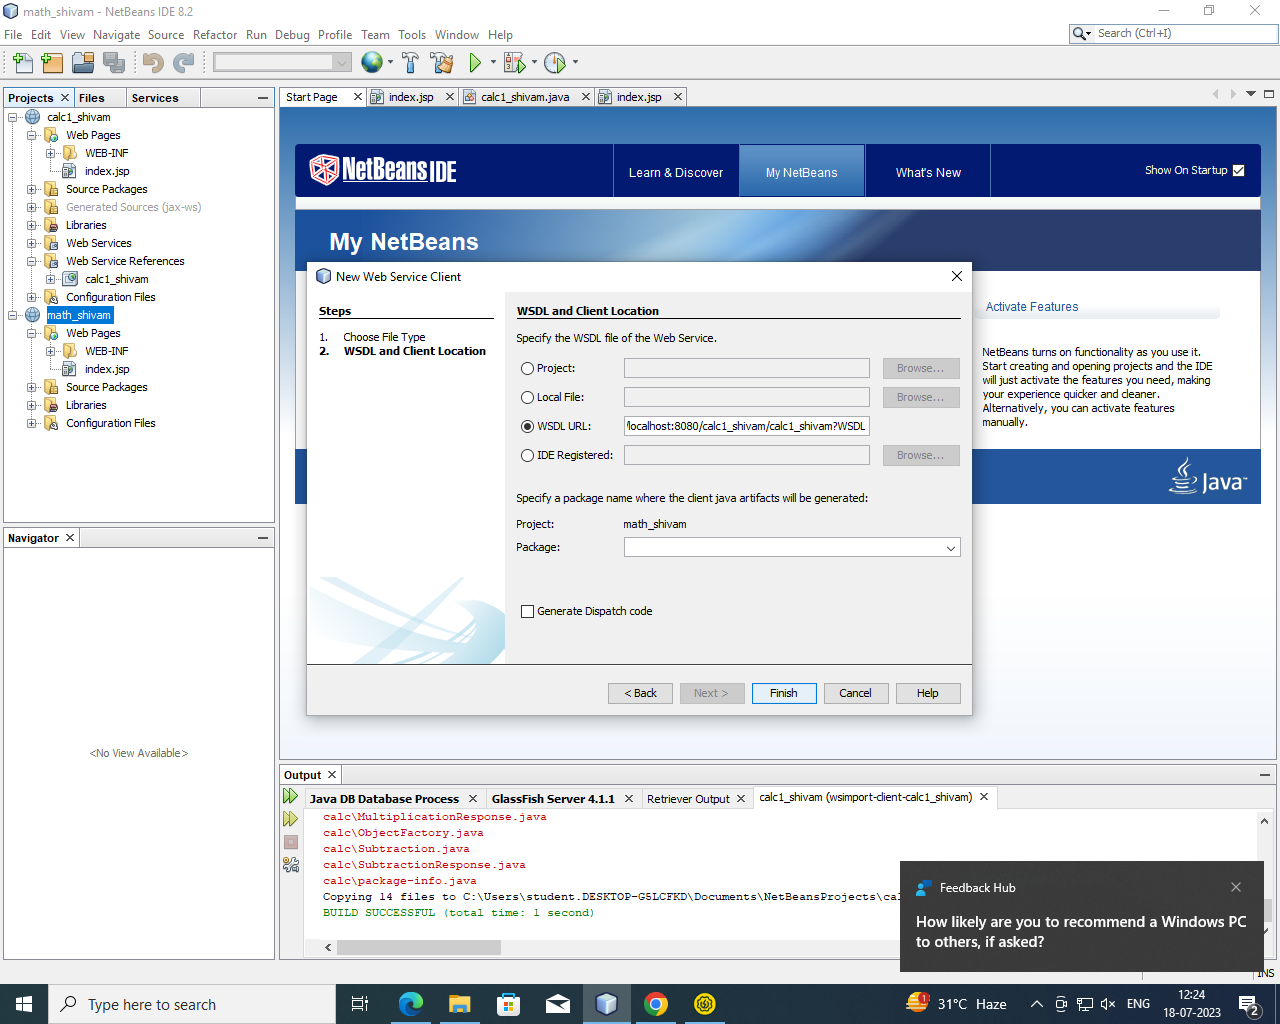 math_shivam - NetBeans IDE 8.2
File Edit View Navigate Source Refactor Run Debug Profile Team Tools Window Help
Search (Ctrl+I)
Projects Files Services
calc1_shivam
Web Pages
WEB-INF
index.jsp
Source Packages
Generated Sources (jax-ws)
Libraries
Web Services
Web Service References
calc1_shivam
Configuration Files
math_shivam
Web Pages
WEB-INF
index.jsp
Source Packages
Libraries
Configuration Files
Navigator
<No View Available>
Start Page index.jsp calc1_shivam.java index.jsp
NetBeans IDE
Learn & Discover My NetBeans What's New Show On Startup
My NetBeans
Activate Features
NetBeans turns on functionality as you use it.
Start creating and opening projects and the IDE
will just activate the features you need, making
your experience quicker and cleaner.
Alternatively, you can activate features
manually.
Java
New Web Service Client
Steps
1. Choose File Type
2. WSDL and Client Location
WSDL and Client Location
Specify the WSDL file of the Web Service.
Project: Browse...
Local File: Browse...
WSDL URL: /localhost:8080/calc1_shivam/calc1_shivam?WSDL
IDE Registered: Browse...
Specify a package name where the client java artifacts will be generated:
Project: math_shivam
Package:
Generate Dispatch code
< Back Next > Finish Cancel Help
Output
Java DB Database Process GlassFish Server 4.1.1 Retriever Output calc1_shivam (wsimport-client-calc1_shivam)
calc\MultiplicationResponse.java
calc\ObjectFactory.java
calc\Subtraction.java
calc\SubtractionResponse.java
calc\package-info.java
Copying 14 files to C:\Users\student.DESKTOP-G5LCFKD\Documents\NetBeansProjects\cal
BUILD SUCCESSFUL (total time: 1 second)
Feedback Hub
How likely are you to recommend a Windows PC
to others, if asked?
INS
Type here to search
31°C Haze
ENG
12:24
18-07-2023
2